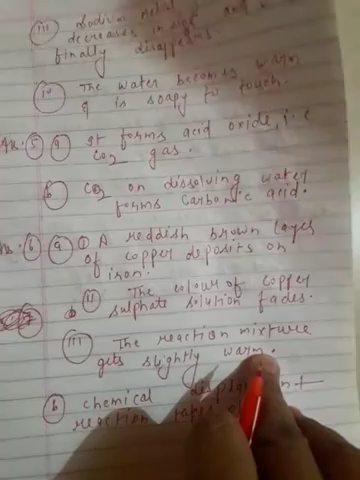 (iii) Sodium metal
decreases in size
finally disappears.
(iv) The water becomes warm
& is soapy to touch.
Ans. (5) (a) It forms acid oxide, i.e
CO2 gas.
(b) CO2 on dissolving water
forms Carbonic acid.
Ans. (6) (a) (i) A reddish brown layer
of copper deposits on
iron.
(ii) The colour of copper
sulphate solution fades.
(iii) The reaction mixture
gets slightly warm.
(b) chemical
reaction